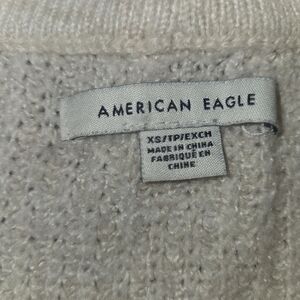 AMERICAN EAGLE
XS/TP/EXCH
MADE IN CHINA
FABRIQUÉ EN
CHINE